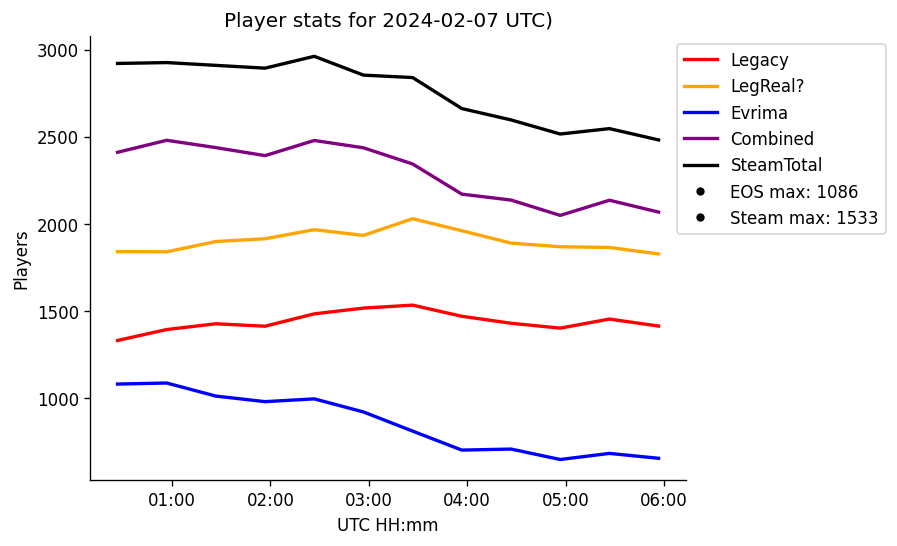 Player stats for 2024-02-07 UTC)
3000
2500
2000
1500
1000
Players
01:00
02:00
03:00
04:00
05:00
06:00
UTC HH:mm
Legacy
LegReal?
Evrima
Combined
SteamTotal
EOS max: 1086
Steam max: 1533